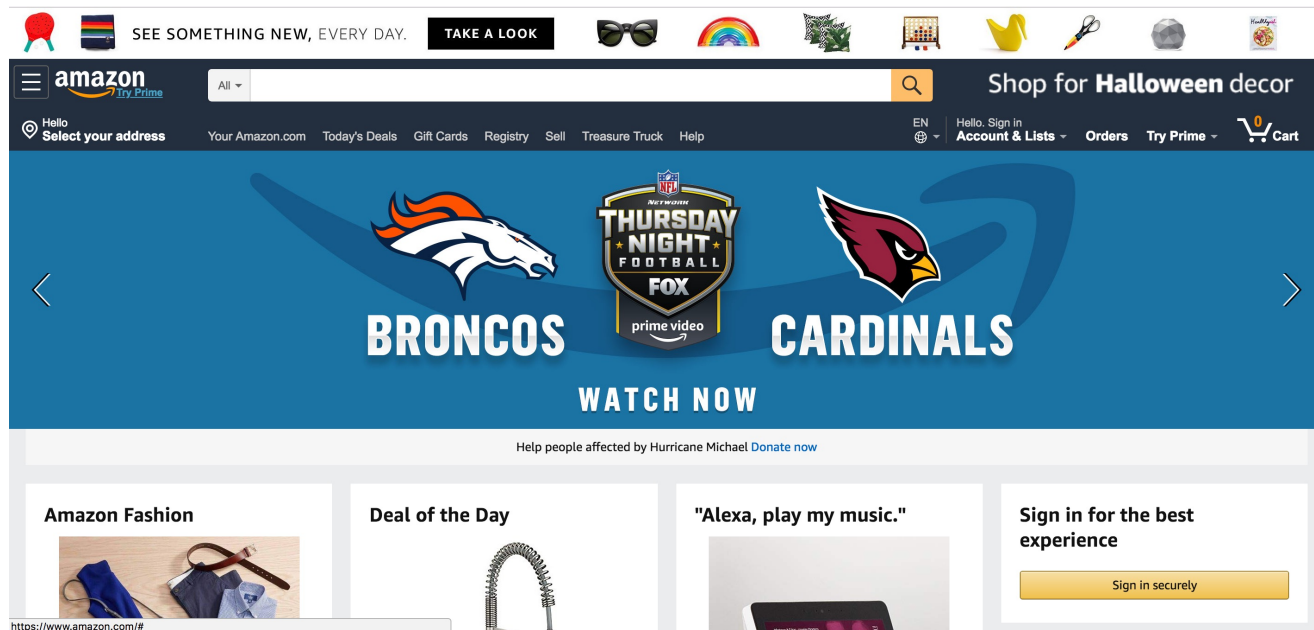 SEE SOMETHING NEW, EVERY DAY.
TAKE A LOOK
amazon
Try Prime
All
Shop for Halloween decor
Hello
Select your address
Your Amazon.com Today's Deals Gift Cards Registry Sell Treasure Truck Help
EN
Hello. Sign in
Account & Lists
Orders
Try Prime
0
Cart
NFL
NETWORK
THURSDAY
NIGHT
FOOTBALL
FOX
prime video
BRONCOS
CARDINALS
WATCH NOW
Help people affected by Hurricane Michael Donate now
Amazon Fashion
Deal of the Day
"Alexa, play my music."
Sign in for the best
experience
Sign in securely
https://www.amazon.com/#